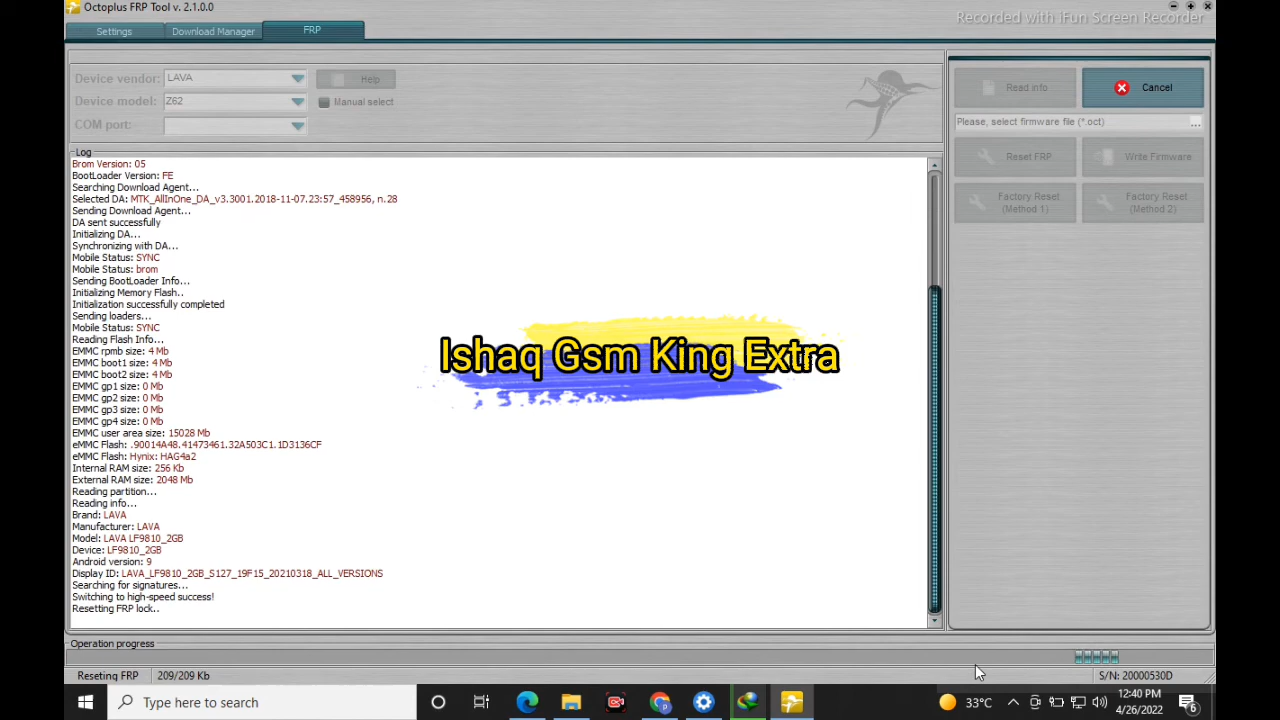 Octoplus FRP Tool v. 2.1.0.0
Recorded with iFun Screen Recorder
Settings
Download Manager
FRP
Device vendor: LAVA
Help
Device model: Z62
Manual select
COM port:
Read info
Cancel
Please, select firmware file (*.oct)
...
Reset FRP
Write Firmware
Factory Reset
(Method 1)
Factory Reset
(Method 2)
Log
Brom Version: 05
BootLoader Version: FE
Searching Download Agent...
Selected DA: MTK_AllInOne_DA_v3.3001.2018-11-07.23:57_458956, n.28
Sending Download Agent...
DA sent successfully
Initializing DA...
Synchronizing with DA...
Mobile Status: SYNC
Mobile Status: brom
Sending BootLoader Info...
Initializing Memory Flash..
Initialization successfully completed
Sending loaders...
Mobile Status: SYNC
Reading Flash Info...
EMMC rpmb size: 4 Mb
EMMC boot1 size: 4 Mb
EMMC boot2 size: 4 Mb
EMMC gp1 size: 0 Mb
EMMC gp2 size: 0 Mb
EMMC gp3 size: 0 Mb
EMMC gp4 size: 0 Mb
EMMC user area size: 15028 Mb
eMMC Flash: .90014A48.41473461.32A503C1.1D3136CF
eMMC Flash: Hynix: HAG4a2
Internal RAM size: 256 Kb
External RAM size: 2048 Mb
Reading partition...
Reading info...
Brand: LAVA
Manufacturer: LAVA
Model: LAVA LF9810_2GB
Device: LF9810_2GB
Android version: 9
Display ID: LAVA_LF9810_2GB_S127_19F15_20210318_ALL_VERSIONS
Searching for signatures...
Switching to high-speed success!
Resetting FRP lock..
Ishaq Gsm King Extra
Operation progress
Reseting FRP
209/209 Kb
S/N: 20000530D
Type here to search
33°C
12:40 PM
4/26/2022
6